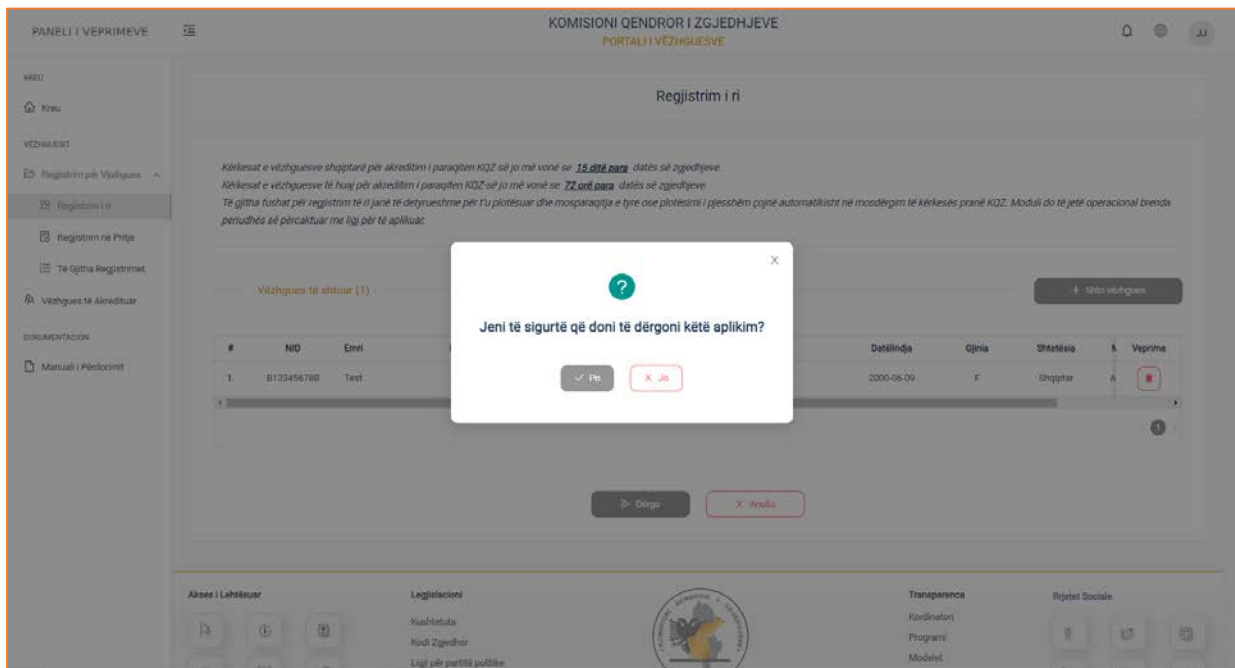 PANELI I VEPRIMEVE
KOMISIONI QENDROR I ZGJEDHJEVE
PORTALI I VËZHGUESVE
JJ
KREU
Kreu
VËZHGUESIT
Regjistrim për Vëzhgues
Regjistrim i ri
Regjistrim në Pritje
Të Gjitha Regjistrimet
Vëzhgues të Akredituar
DOKUMENTACION
Manuali i Përdorimit
Regjistrim i ri
Kërkesat e vëzhguesve shqiptarë për akreditim i paraqiten KQZ-së jo më vonë se 15 ditë para datës së zgjedhjeve.
Kërkesat e vëzhguesve të huaj për akreditim i paraqiten KQZ-së jo më vonë se 72 orë para datës së zgjedhjeve.
Të gjitha fushat për regjistrim të ri janë të detyrueshme për t'u plotësuar dhe mosparaqitja e tyre ose plotësimi i pjesshëm çojnë automatikisht në mosdërgim të kërkesës pranë KQZ. Moduli do të jetë operacional brenda
periudhës së përcaktuar me ligj për të aplikuar.
Vëzhgues të shtuar (1)
+ Shto vëzhgues
X
?
Jeni të sigurtë që doni të dërgoni këtë aplikim?
Po
X Jo
# NID Emri Datëlindja Gjinia Shtetësia Veprime
1. Test 2000-06-09 F Shqiptar A
1
Dërgo
X Anullo
Akses i Lehtësuar
Legjislacioni
Kushtetuta
Kodi Zgjedhor
Ligji për partitë politike
Transparenca
Kordinatori
Programi
Modelet
Rrjetet Sociale